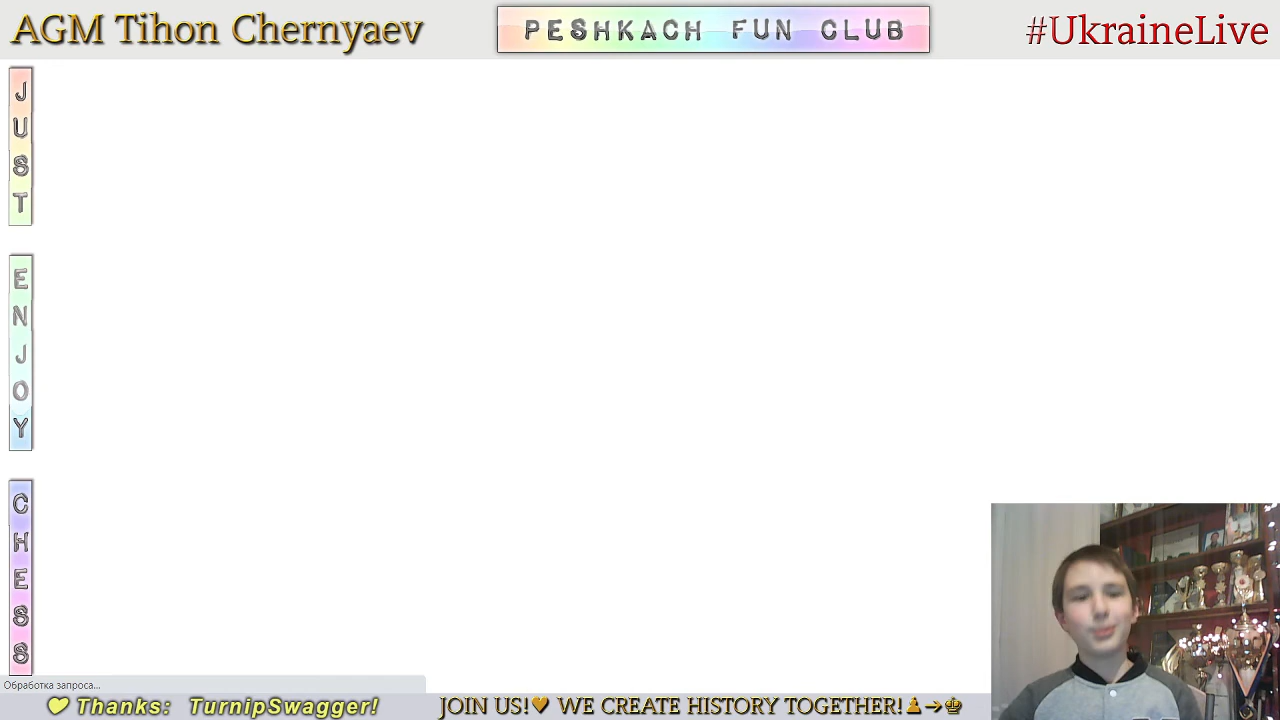 AGM Tihon Chernyaev
PESHKACH FUN CLUB
#UkraineLive
JUST
ENJOY
CHESS
Обработка запроса...
💛 Thanks: TurnipSwagger!
JOIN US!♥ WE CREATE HISTORY TOGETHER!♟→♚